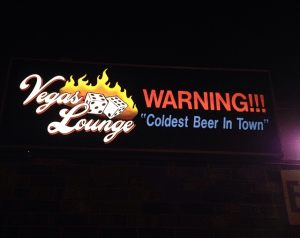 Vegas
Lounge
WARNING!!!
"Coldest Beer In Town"